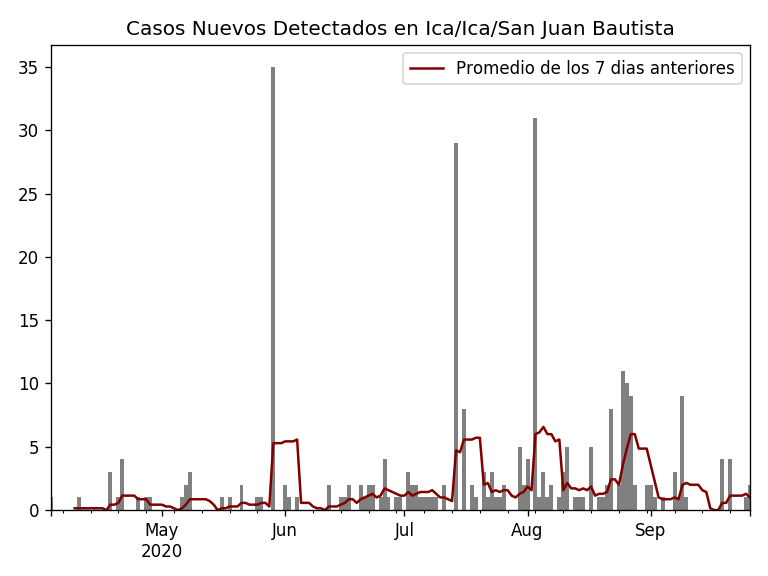 Casos Nuevos Detectados en Ica/Ica/San Juan Bautista
Promedio de los 7 dias anteriores
35
30
25
20
15
10
5
0
May
2020
Jun
Jul
Aug
Sep